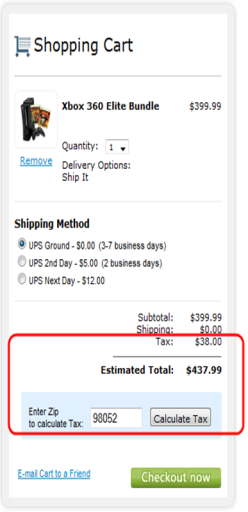 Shopping Cart
Xbox 360 Elite Bundle $399.99
Quantity: 1
Remove
Delivery Options:
Ship It
Shipping Method
UPS Ground - $0.00 (3-7 business days)
UPS 2nd Day - $5.00 (2 business days)
UPS Next Day - $12.00
Subtotal: $399.99
Shipping: $0.00
Tax: $38.00
Estimated Total: $437.99
Enter Zip
to calculate Tax: 98052 Calculate Tax
E-mail Cart to a Friend Checkout now